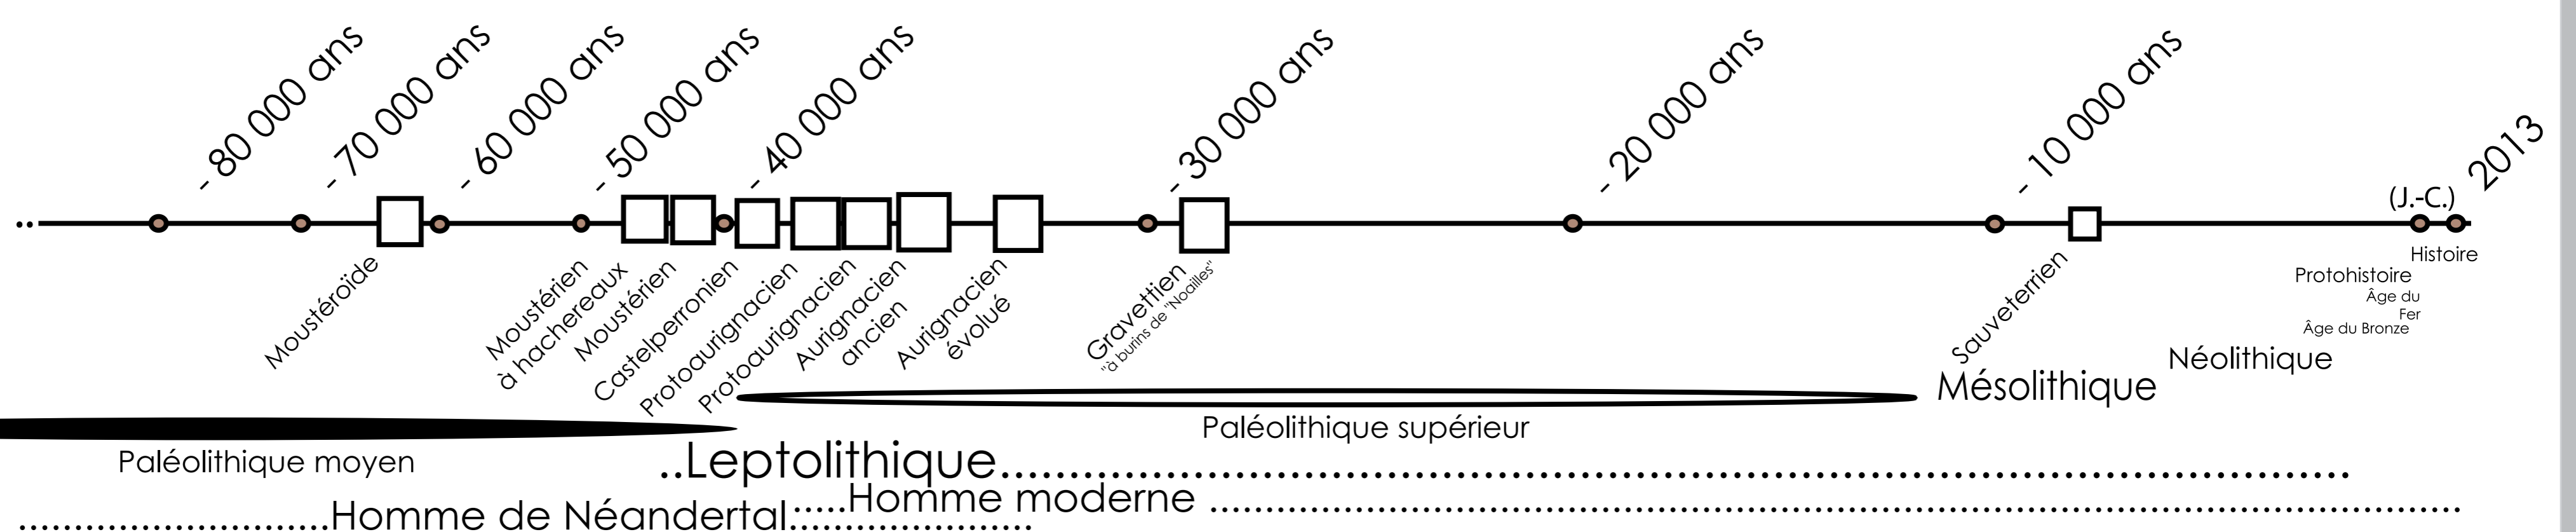 - 80 000 ans
- 70 000 ans
- 60 000 ans
- 50 000 ans
- 40 000 ans
- 30 000 ans
- 20 000 ans
- 10 000 ans
2013
(J.-C.)
Moustéroïde
Moustérien
à hachereaux
Moustérien
Castelperronien
Protoaurignacien
Protoaurignacien
Aurignacien
ancien
Aurignacien
évolué
Gravettien
"à burins de "Noailles"
Sauveterrien
Histoire
Protohistoire
Âge du
Fer
Âge du Bronze
Néolithique
Mésolithique
Paléolithique supérieur
Paléolithique moyen
..Leptolithique..........
.....Homme moderne ..........
..........Homme de Néandertal..........